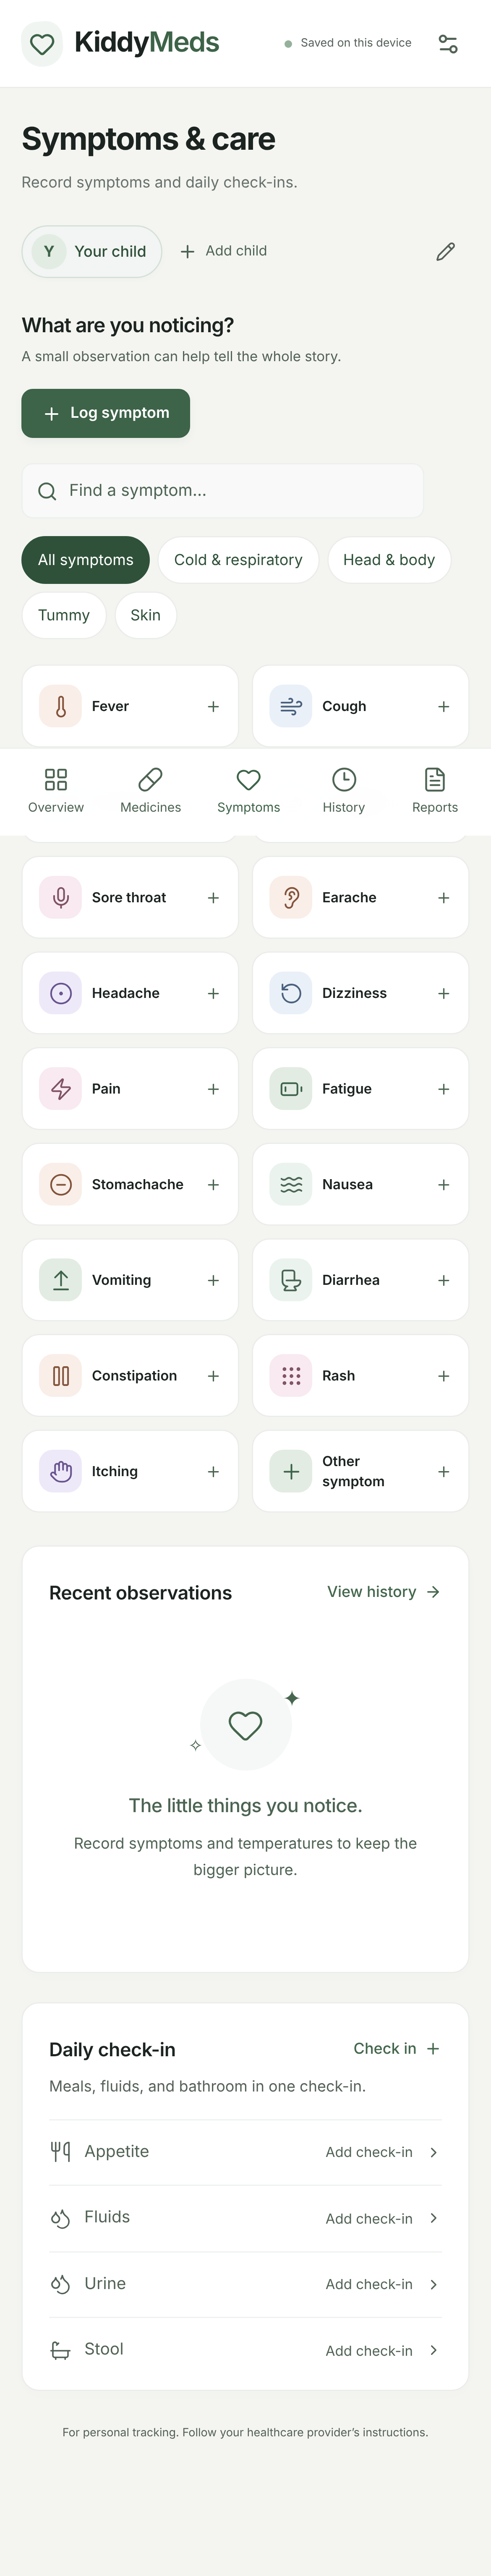 KiddyMeds
Saved on this device
Symptoms & care
Record symptoms and daily check-ins.
Y Your child
Add child
What are you noticing?
A small observation can help tell the whole story.
Log symptom
Find a symptom...
All symptoms
Cold & respiratory
Head & body
Tummy
Skin
Fever
Cough
Overview
Medicines
Symptoms
History
Reports
Sore throat
Earache
Headache
Dizziness
Pain
Fatigue
Stomachache
Nausea
Vomiting
Diarrhea
Constipation
Rash
Itching
Other
symptom
Recent observations
View history
The little things you notice.
Record symptoms and temperatures to keep the
bigger picture.
Daily check-in
Check in
Meals, fluids, and bathroom in one check-in.
Appetite
Add check-in
Fluids
Add check-in
Urine
Add check-in
Stool
Add check-in
For personal tracking. Follow your healthcare provider’s instructions.